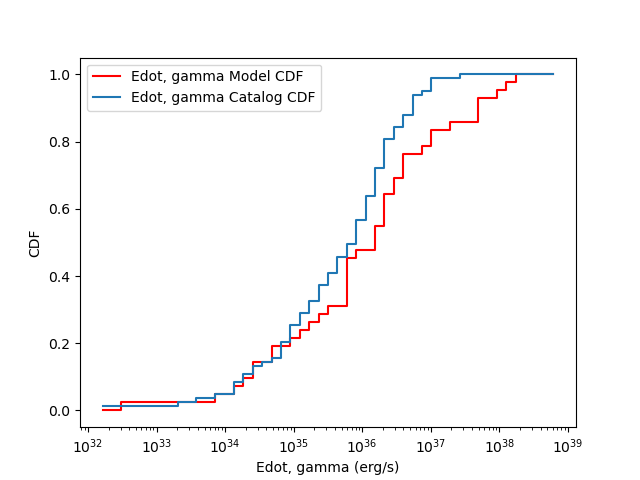 Edot, gamma Model CDF
Edot, gamma Catalog CDF
CDF
1.0
0.8
0.6
0.4
0.2
0.0
10^32 10^33 10^34 10^35 10^36 10^37 10^38 10^39
Edot, gamma (erg/s)